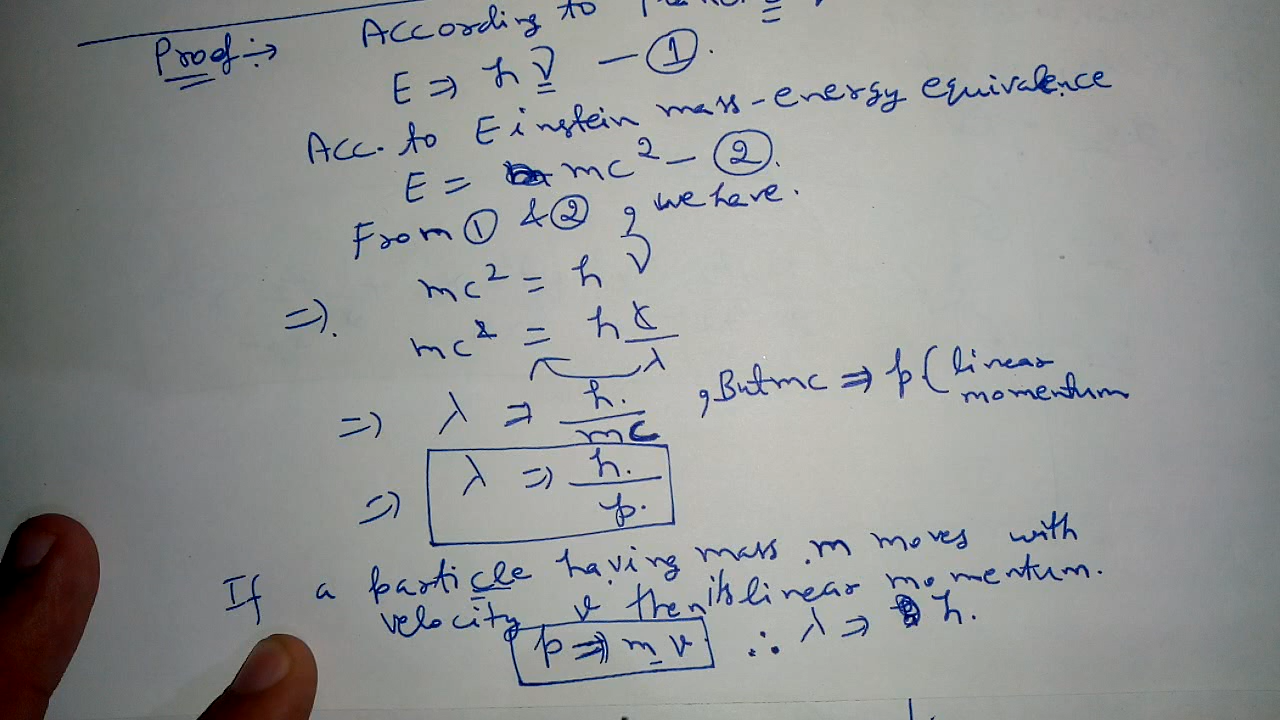 Proof :→ According to
E ⇒ hν — ①.
Acc. to Einstein mass-energy equivalence
E = mc² — ②.
From ① & ②, we have.
mc² = hν
⇒. mc² = h c/λ
⇒ λ ⇒ h./mc , But mc ⇒ p (linear momentum
⇒ λ ⇒ h./p.
If a particle having mass m moves with
velocity v then its linear momentum.
p ⇒ mv ∴ λ ⇒ h.